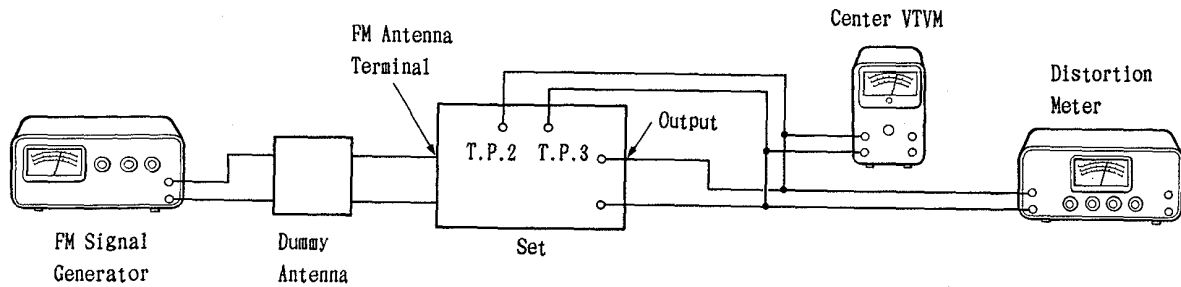 Center VTVM
FM Antenna
Terminal
Distortion
Meter
Output
T.P.2 T.P.3
FM Signal
Generator
Dummy
Antenna
Set